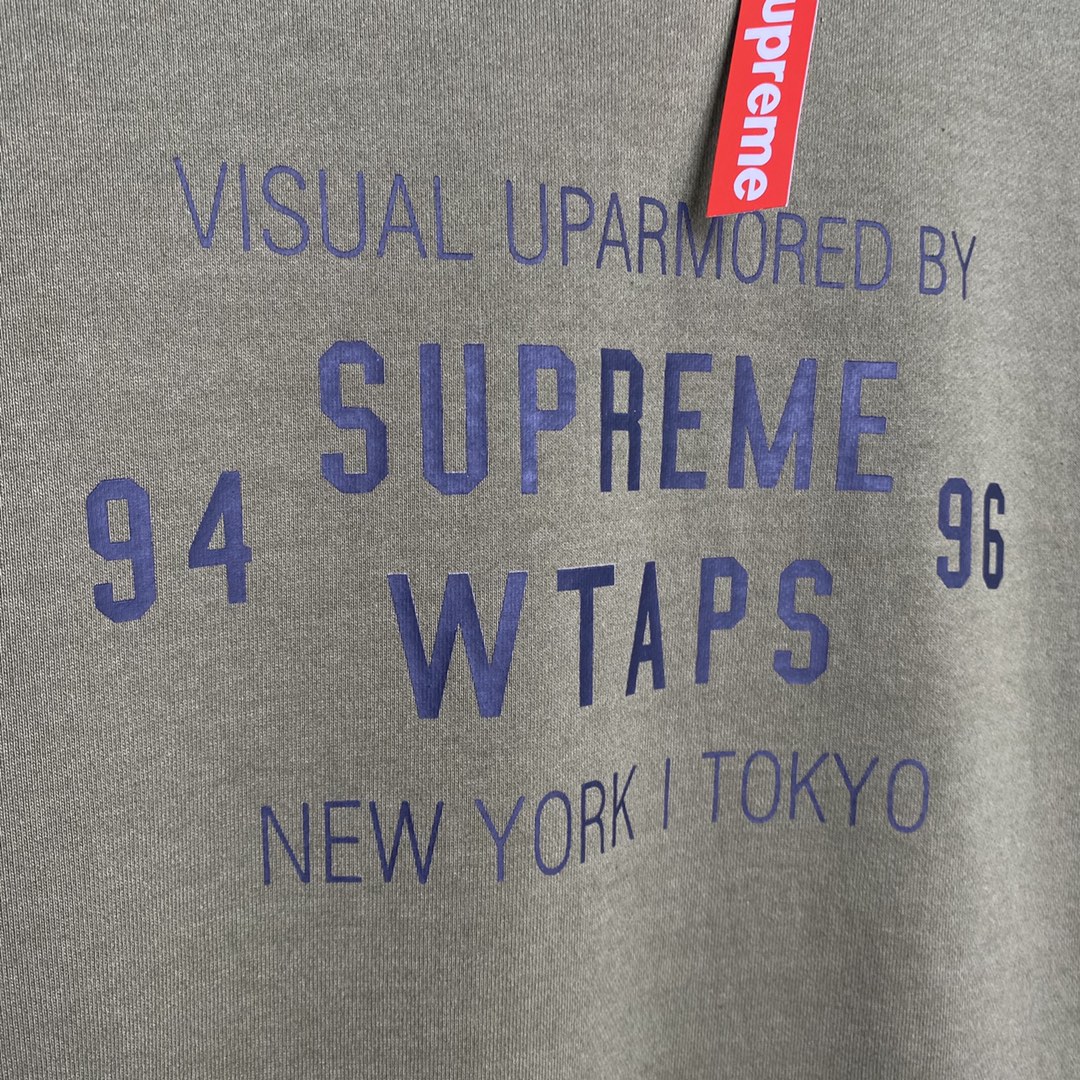 upreme
VISUAL UPARMORED BY
SUPREME
94 96
WTAPS
NEW YORK / TOKYO